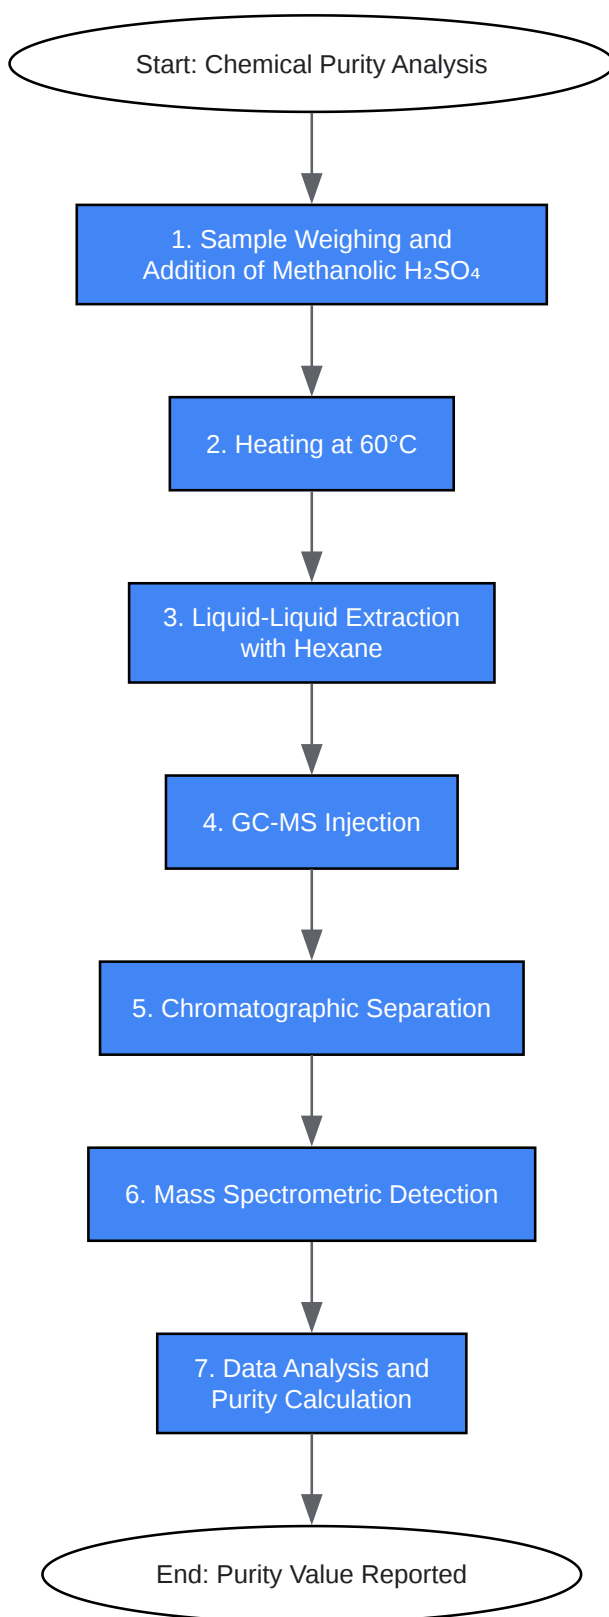 Start: Chemical Purity Analysis
1. Sample Weighing and
Addition of Methanolic H₂SO₄
2. Heating at 60°C
3. Liquid-Liquid Extraction
with Hexane
4. GC-MS Injection
5. Chromatographic Separation
6. Mass Spectrometric Detection
7. Data Analysis and
Purity Calculation
End: Purity Value Reported